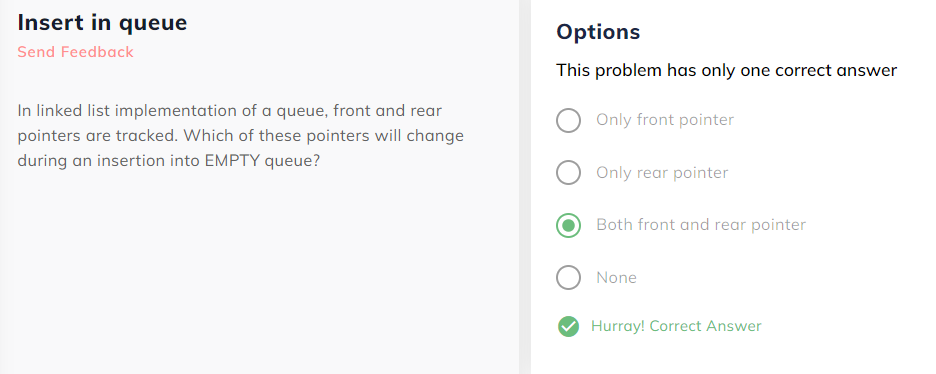 Insert in queue
Send Feedback
In linked list implementation of a queue, front and rear
pointers are tracked. Which of these pointers will change
during an insertion into EMPTY queue?
Options
This problem has only one correct answer
Only front pointer
Only rear pointer
Both front and rear pointer
None
Hurray! Correct Answer